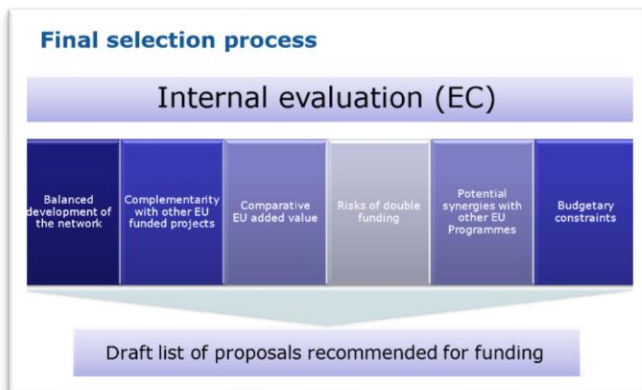 Final selection process
Internal evaluation (EC)
Balanced
development of
the network
Complementarity
with other EU
funded projects
Comparative
EU added value
Risks of double
funding
Potential
synergies with
other EU
Programmes
Budgetary
constraints
Draft list of proposals recommended for funding